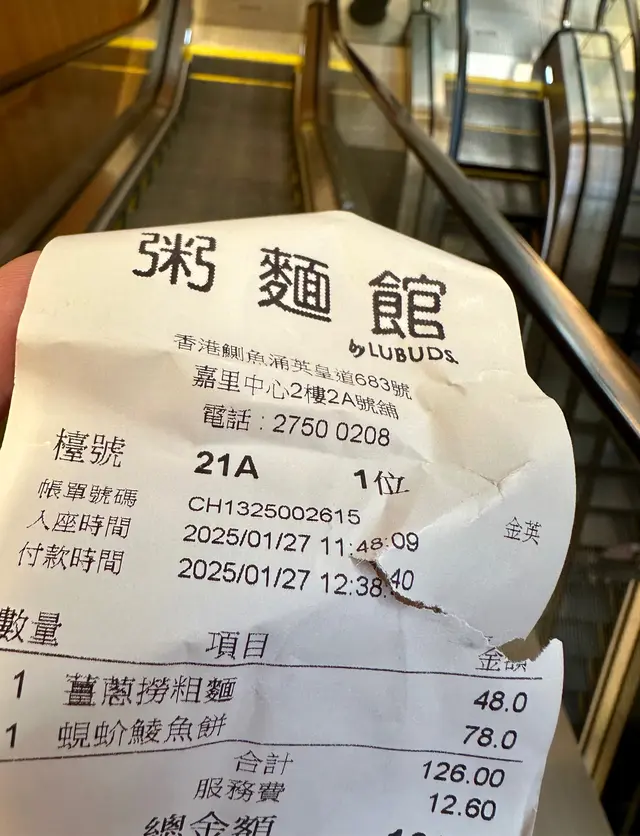 粥麵館
by LUBUDS.
香港鰂魚涌英皇道683號
嘉里中心2樓2A號舖
電話：2750 0208
檯號 21A 1位
帳單號碼 CH1325002615
金英
入座時間 2025/01/27 11:48:09
付款時間 2025/01/27 12:38:40
數量 項目 金額
1 薑蔥撈粗麵 48.0
1 蜆蚧鯪魚餅 78.0
合計 126.00
服務費 12.60
總金額